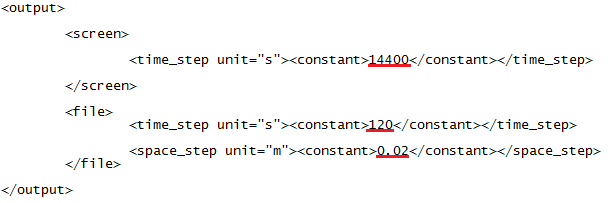 <output>
<screen>
<time_step unit="s"><constant>14400</constant></time_step>
</screen>
<file>
<time_step unit="s"><constant>120</constant></time_step>
<space_step unit="m"><constant>0.02</constant></space_step>
</file>
</output>